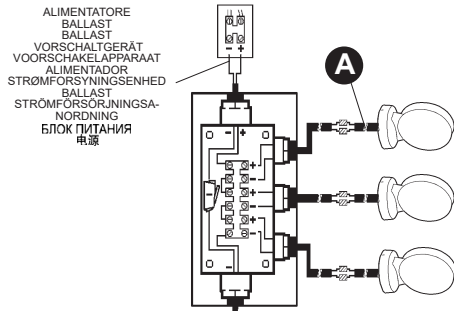 ALIMENTATORE
BALLAST
BALLAST
VORSCHALTGERÄT
VOORSCHAKELAPPARAAT
ALIMENTADOR
STRØMFORSYNINGSENHED
BALLAST
STRÖMFÖRSÖRJNINGSA-
NORDNING
БЛОК ПИТАНИЯ
电源
- +
A
- +
+
-
+
-
+
-
-